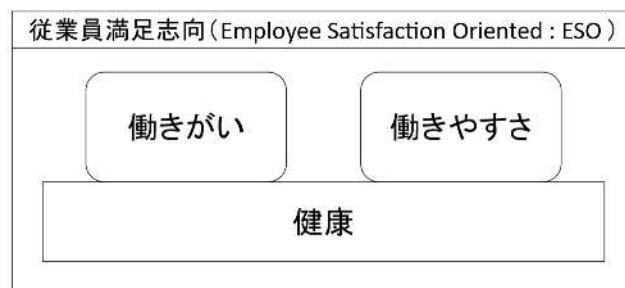 従業員満足志向（Employee Satisfaction Oriented : ESO ）
働きがい
働きやすさ
健康